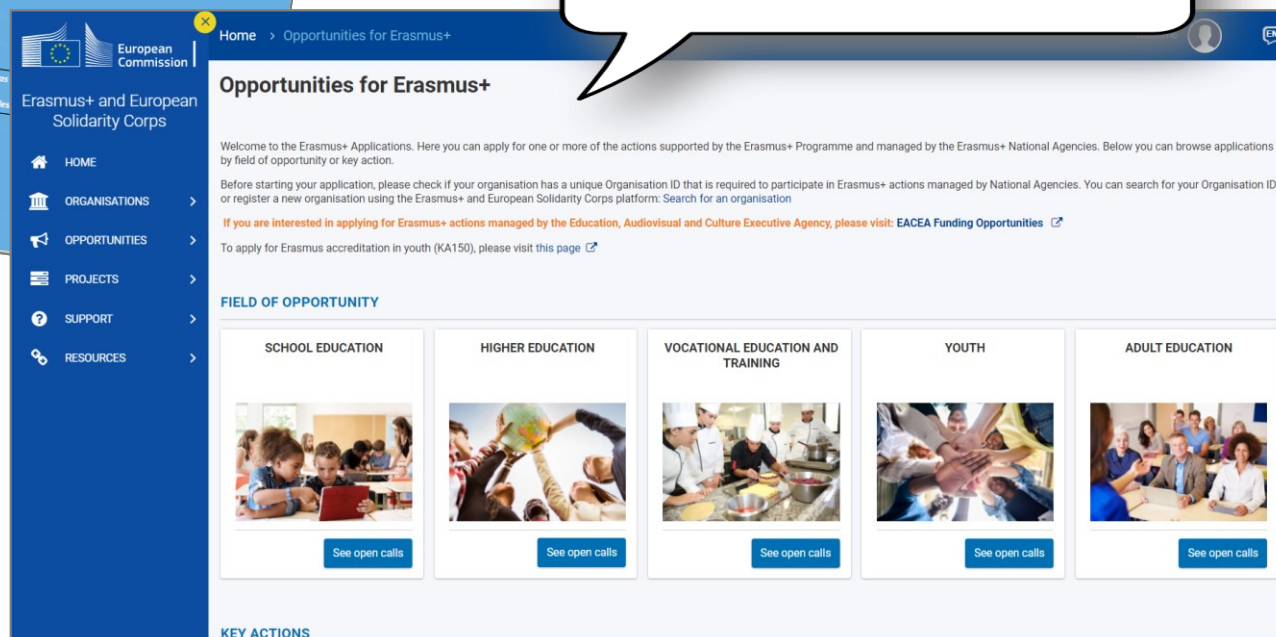 European
Commission
Home > Opportunities for Erasmus+
EN
Erasmus+ and European
Solidarity Corps
HOME
ORGANISATIONS >
OPPORTUNITIES >
PROJECTS >
SUPPORT >
RESOURCES >
Opportunities for Erasmus+
Welcome to the Erasmus+ Applications. Here you can apply for one or more of the actions supported by the Erasmus+ Programme and managed by the Erasmus+ National Agencies. Below you can browse applications
by field of opportunity or key action.
Before starting your application, please check if your organisation has a unique Organisation ID that is required to participate in Erasmus+ actions managed by National Agencies. You can search for your Organisation ID
or register a new organisation using the Erasmus+ and European Solidarity Corps platform: Search for an organisation
If you are interested in applying for Erasmus+ actions managed by the Education, Audiovisual and Culture Executive Agency, please visit: EACEA Funding Opportunities
To apply for Erasmus accreditation in youth (KA150), please visit this page
FIELD OF OPPORTUNITY
SCHOOL EDUCATION
See open calls
HIGHER EDUCATION
See open calls
VOCATIONAL EDUCATION AND
TRAINING
See open calls
YOUTH
See open calls
ADULT EDUCATION
See open calls
KEY ACTIONS